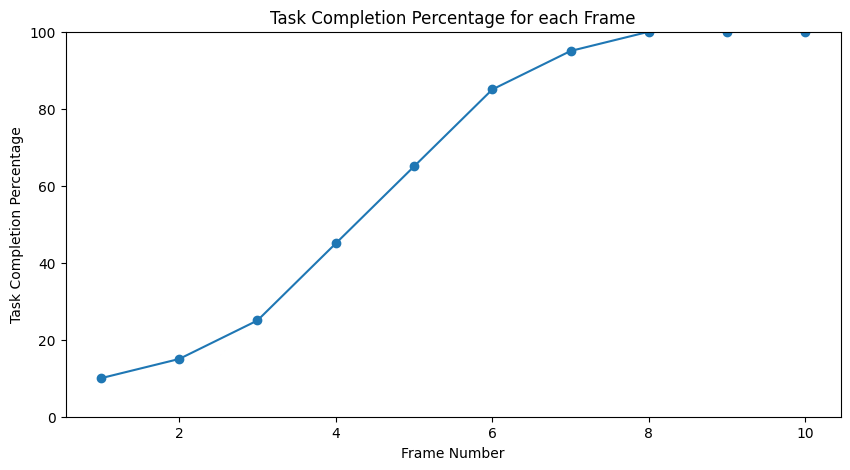 Task Completion Percentage for each Frame
100
80
60
40
20
0
Task Completion Percentage
2 4 6 8 10
Frame Number